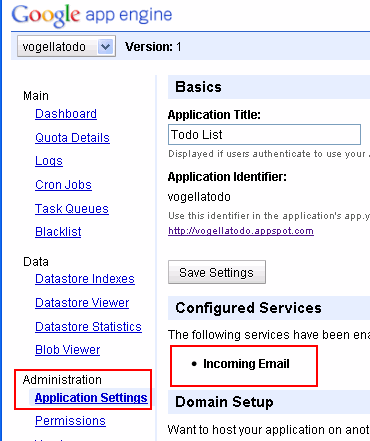 Google app engine
vogellatodo Version: 1
Main
Dashboard
Quota Details
Logs
Cron Jobs
Task Queues
Blacklist
Data
Datastore Indexes
Datastore Viewer
Datastore Statistics
Blob Viewer
Administration
Application Settings
Permissions
Basics
Application Title:
Todo List
Displayed if users authenticate to use your
Application Identifier:
vogellatodo
Use this identifier in the application's app.y
http://vogellatodo.appspot.com
Save Settings
Configured Services
The following services have been ena
• Incoming Email
Domain Setup
Want to host your application on anot